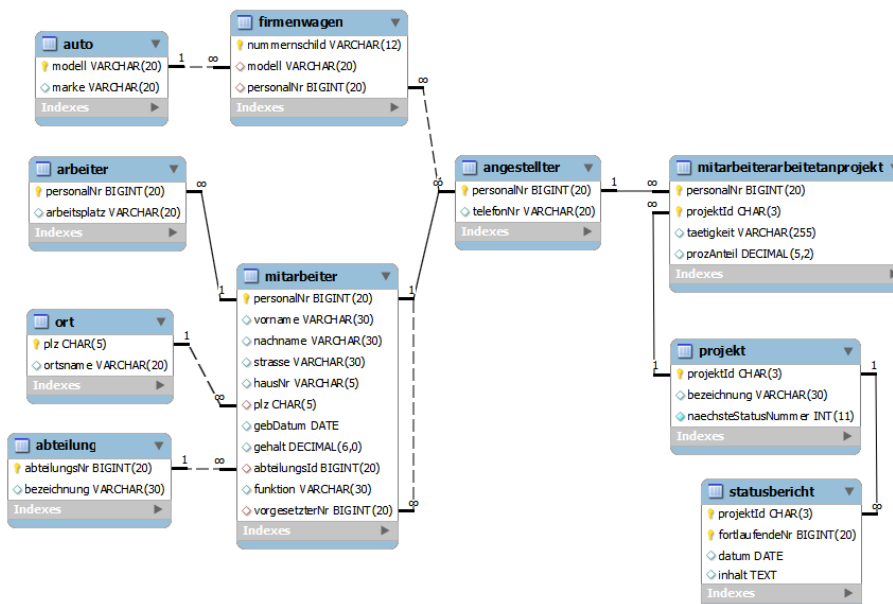 firmenwagen
nummernschild VARCHAR(12)
modell VARCHAR(20)
personalNr BIGINT(20)
Indexes
auto
modell VARCHAR(20)
marke VARCHAR(20)
Indexes
1
∞
∞
arbeiter
personalNr BIGINT(20)
arbeitsplatz VARCHAR(20)
Indexes
∞
1
angestellter
personalNr BIGINT(20)
telefonNr VARCHAR(20)
Indexes
∞
1
∞
mitarbeiterarbeitetanprojekt
personalNr BIGINT(20)
projektId CHAR(3)
taetigkeit VARCHAR(255)
prozAnteil DECIMAL(5,2)
Indexes
∞
1
mitarbeiter
personalNr BIGINT(20)
vorname VARCHAR(30)
nachname VARCHAR(30)
strasse VARCHAR(30)
hausNr VARCHAR(5)
plz CHAR(5)
gebDatum DATE
gehalt DECIMAL(6,0)
abteilungsId BIGINT(20)
funktion VARCHAR(30)
vorgesetzterNr BIGINT(20)
Indexes
1
∞
ort
plz CHAR(5)
ortsname VARCHAR(20)
Indexes
1
∞
abteilung
abteilungsNr BIGINT(20)
bezeichnung VARCHAR(30)
Indexes
1
∞
projekt
projektId CHAR(3)
bezeichnung VARCHAR(30)
naechsteStatusNummer INT(11)
Indexes
1
∞
statusbericht
projektId CHAR(3)
fortlaufendeNr BIGINT(20)
datum DATE
inhalt TEXT
Indexes